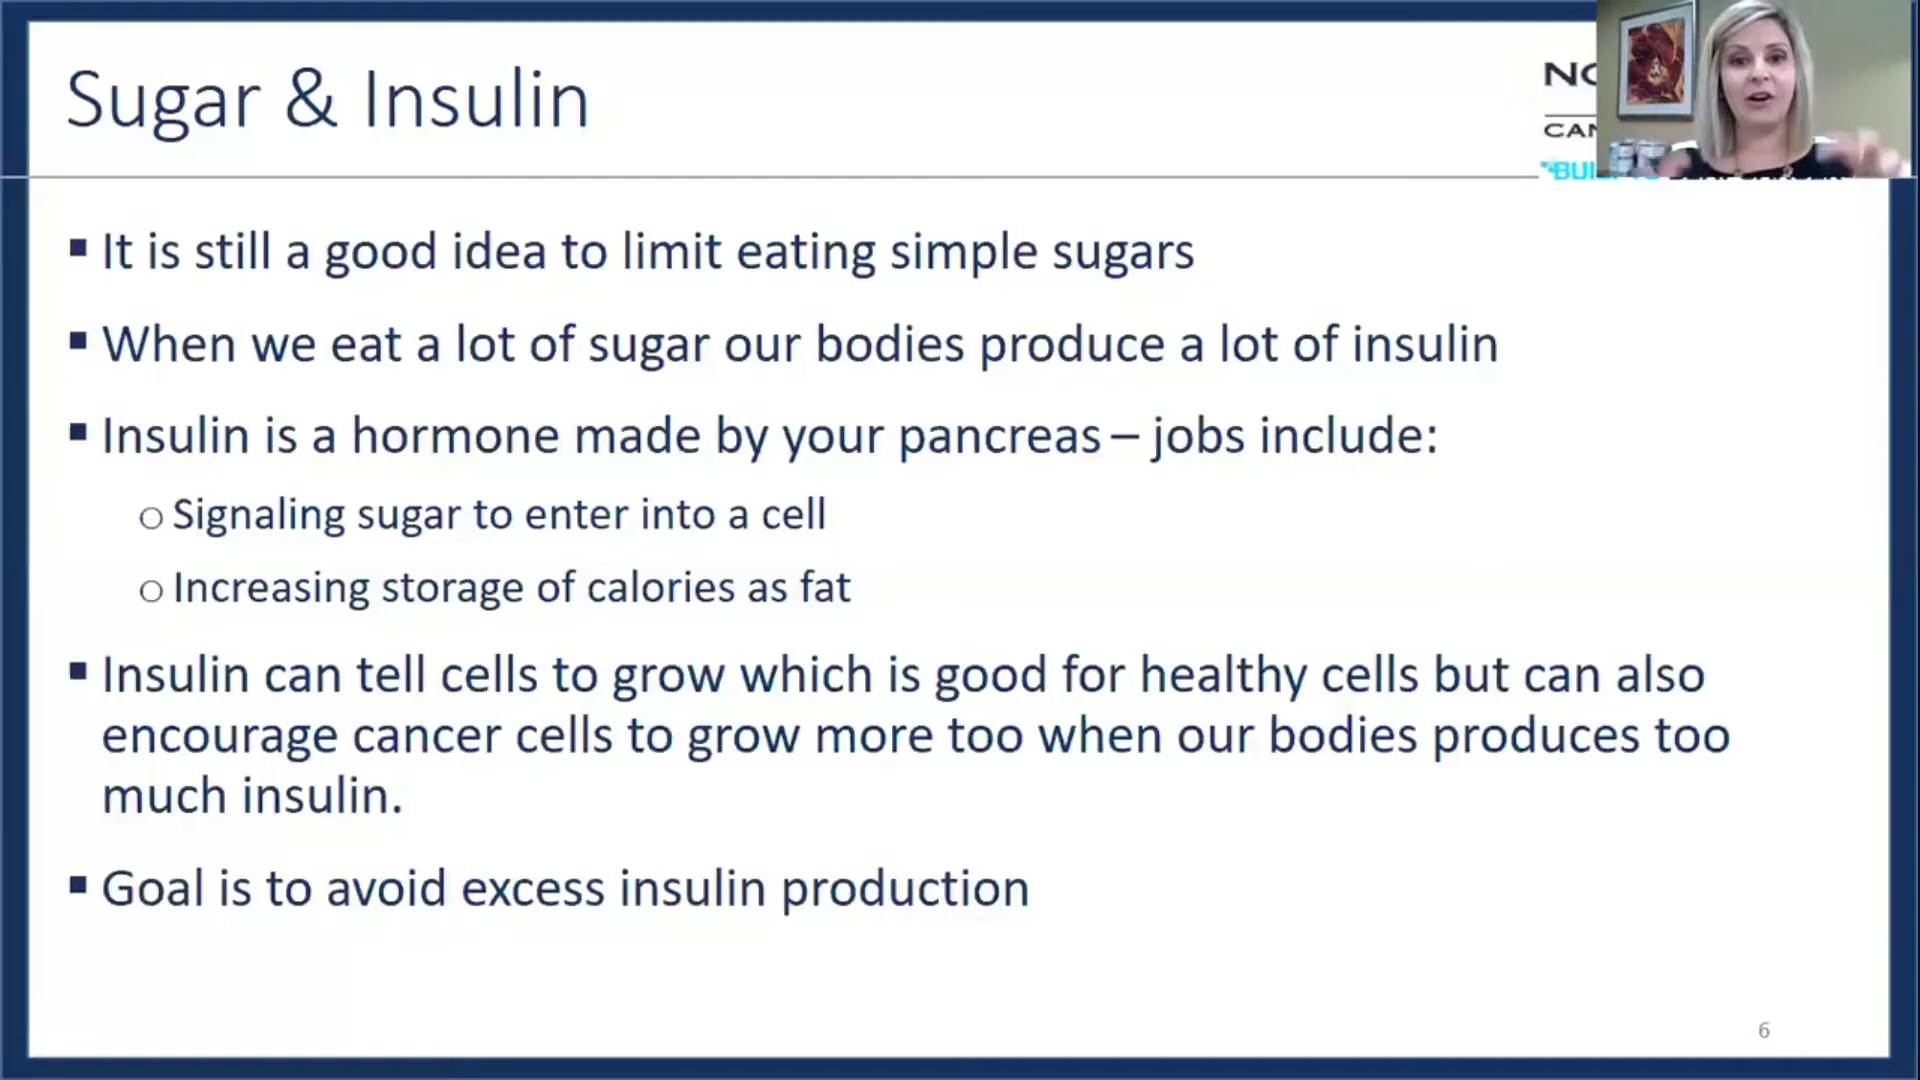 Sugar & Insulin
▪ It is still a good idea to limit eating simple sugars
▪ When we eat a lot of sugar our bodies produce a lot of insulin
▪ Insulin is a hormone made by your pancreas – jobs include:
o Signaling sugar to enter into a cell
o Increasing storage of calories as fat
▪ Insulin can tell cells to grow which is good for healthy cells but can also
encourage cancer cells to grow more too when our bodies produces too
much insulin.
▪ Goal is to avoid excess insulin production
6